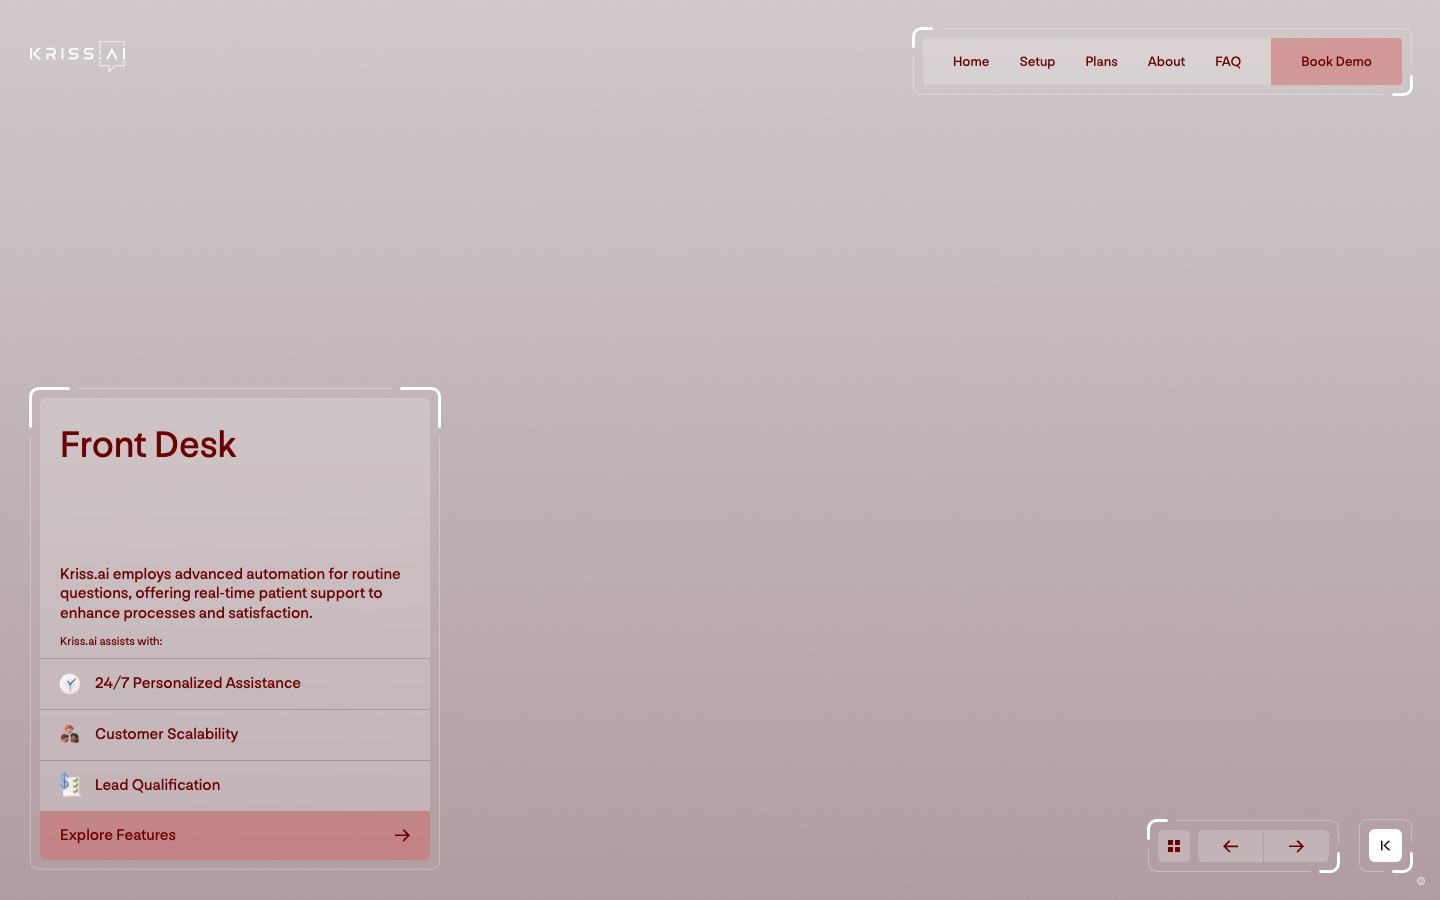 KRISS.AI
Home
Setup
Plans
About
FAQ
Book Demo
Front Desk
Kriss.ai employs advanced automation for routine
questions, offering real-time patient support to
enhance processes and satisfaction.
Kriss.ai assists with:
24/7 Personalized Assistance
Customer Scalability
Lead Qualification
Explore Features